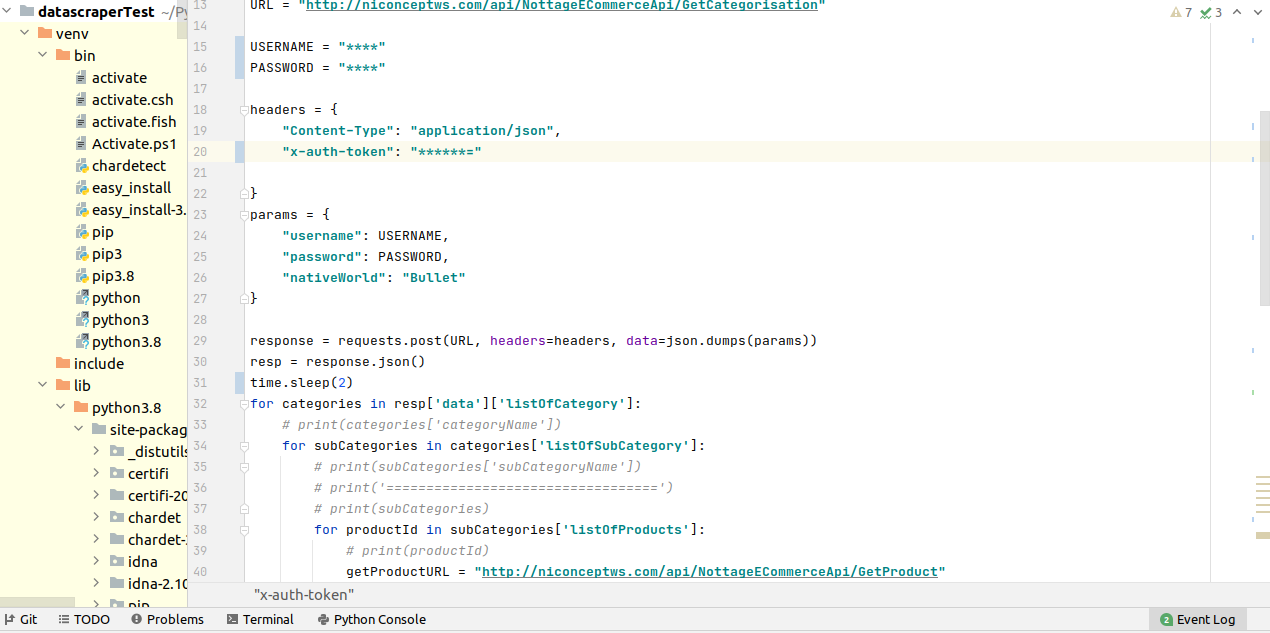 datascraperTest ~/Py
venv
bin
activate
activate.csh
activate.fish
Activate.ps1
chardetect
easy_install
easy_install-3.
pip
pip3
pip3.8
python
python3
python3.8
include
lib
python3.8
site-packag
_distutils
certifi
certifi-20
chardet
chardet-
idna
idna-2.10
pip
13 URL = "http://niconceptws.com/api/NottageECommerceApi/GetCategorisation"
14
15 USERNAME = "****"
16 PASSWORD = "****"
17
18 headers = {
19 "Content-Type": "application/json",
20 "x-auth-token": "******="
21
22 }
23 params = {
24 "username": USERNAME,
25 "password": PASSWORD,
26 "nativeWorld": "Bullet"
27 }
28
29 response = requests.post(URL, headers=headers, data=json.dumps(params))
30 resp = response.json()
31 time.sleep(2)
32 for categories in resp['data']['listOfCategory']:
33 # print(categories['categoryName'])
34 for subCategories in categories['listOfSubCategory']:
35 # print(subCategories['subCategoryName'])
36 # print('==================================')
37 # print(subCategories)
38 for productId in subCategories['listOfProducts']:
39 # print(productId)
40 getProductURL = "http://niconceptws.com/api/NottageECommerceApi/GetProduct"
7 3
"x-auth-token"
Git TODO Problems Terminal Python Console 2 Event Log